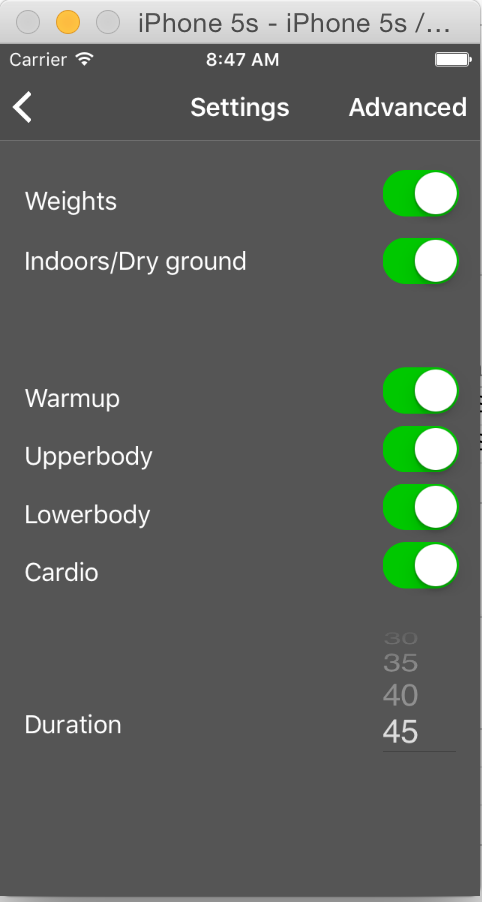 iPhone 5s - iPhone 5s /...
Carrier 8:47 AM
Settings Advanced
Weights
Indoors/Dry ground
Warmup
Upperbody
Lowerbody
Cardio
30
35
40
Duration 45